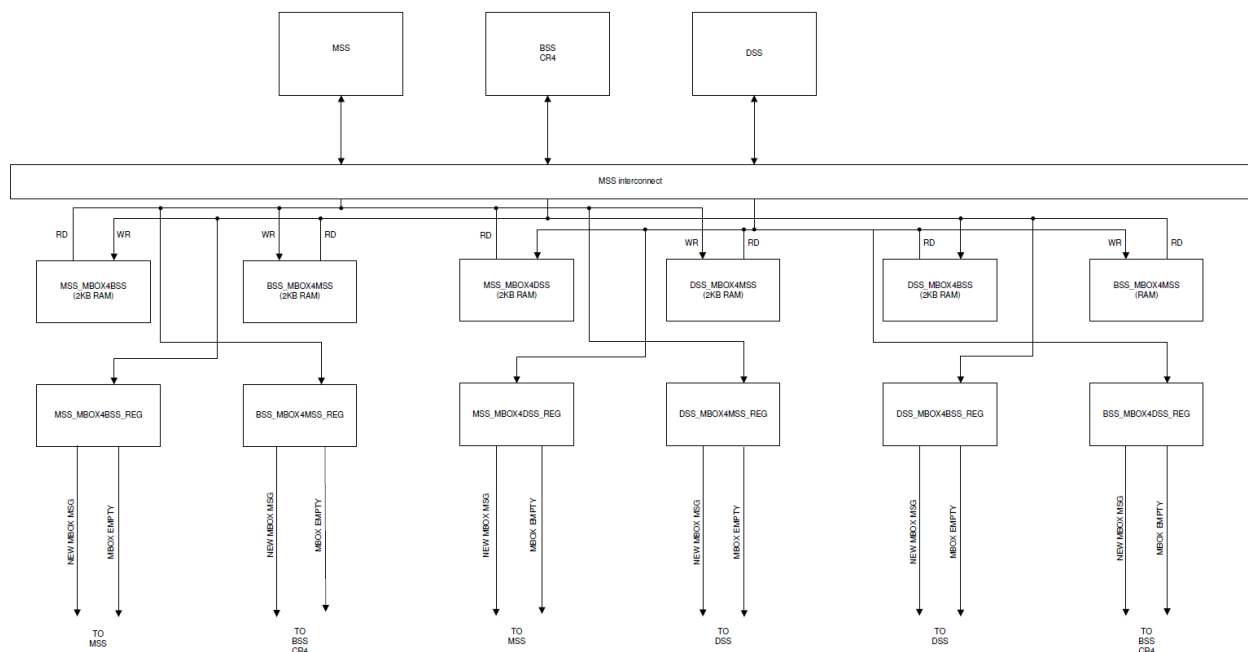 MSS
BSS
CR4
DSS
MSS interconnect
RD
WR
WR
RD
RD
WR
RD
RD
WR
RD
MSS_MBOX4BSS
(2KB RAM)
BSS_MBOX4MSS
(2KB RAM)
MSS_MBOX4DSS
(2KB RAM)
DSS_MBOX4MSS
(2KB RAM)
DSS_MBOX4BSS
(2KB RAM)
BSS_MBOX4MSS
(RAM)
MSS_MBOX4BSS_REG
BSS_MBOX4MSS_REG
MSS_MBOX4DSS_REG
DSS_MBOX4MSS_REG
DSS_MBOX4BSS_REG
BSS_MBOX4DSS_REG
NEW MBOX MSG
MBOX EMPTY
NEW MBOX MSG
MBOX EMPTY
NEW MBOX MSG
MBOX EMPTY
NEW MBOX MSG
MBOX EMPTY
NEW MBOX MSG
MBOX EMPTY
NEW MBOX MSG
MBOX EMPTY
TO
MSS
TO
BSS
CR4
TO
MSS
TO
DSS
TO
DSS
TO
BSS
CR4